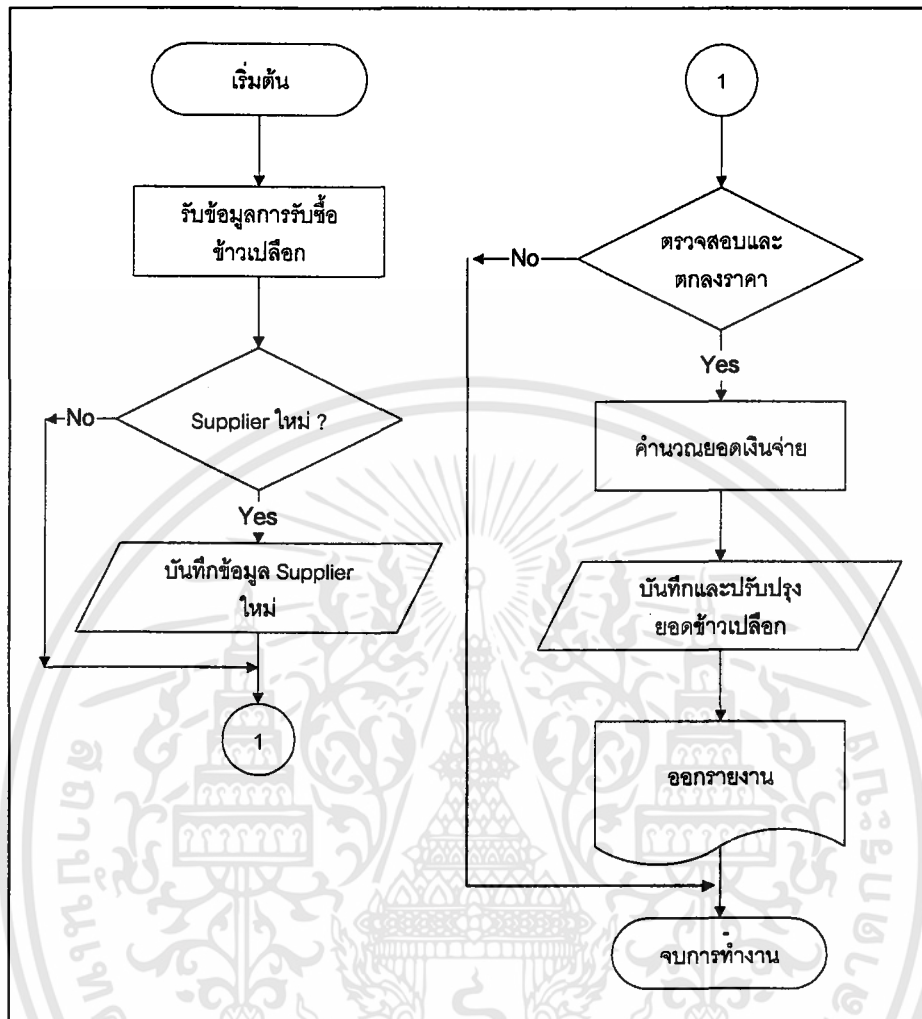 เริ่มต้น
รับข้อมูลการรับซื้อ
ข้าวเปลือก
Supplier ใหม่ ?
No
Yes
บันทึกข้อมูล Supplier
ใหม่
1
1
ตรวจสอบและ
ตกลงราคา
No
Yes
คำนวณยอดเงินจ่าย
บันทึกและปรับปรุง
ยอดข้าวเปลือก
ออกรายงาน
จบการทำงาน